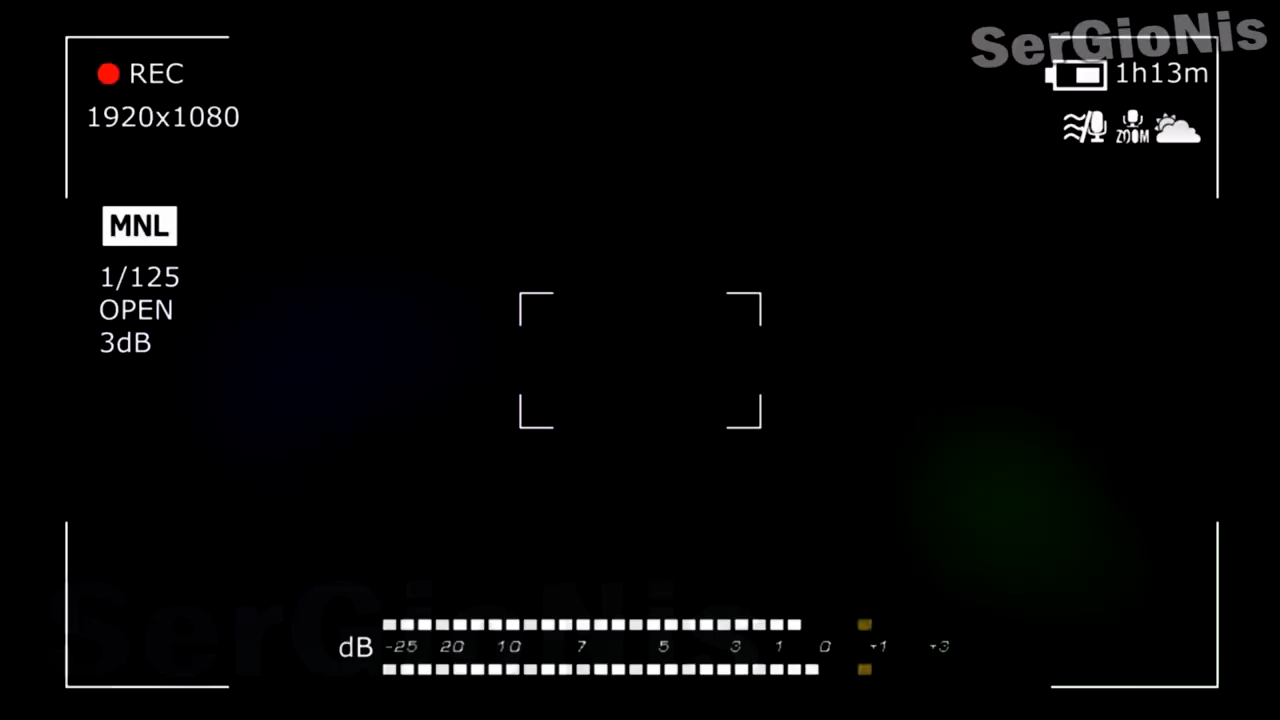 SerGioNis
REC
1h13m
1920x1080
ZOOM
MNL
1/125
OPEN
3dB
SerGioNis
dB -25 20 10 7 5 3 1 0 +1 +3